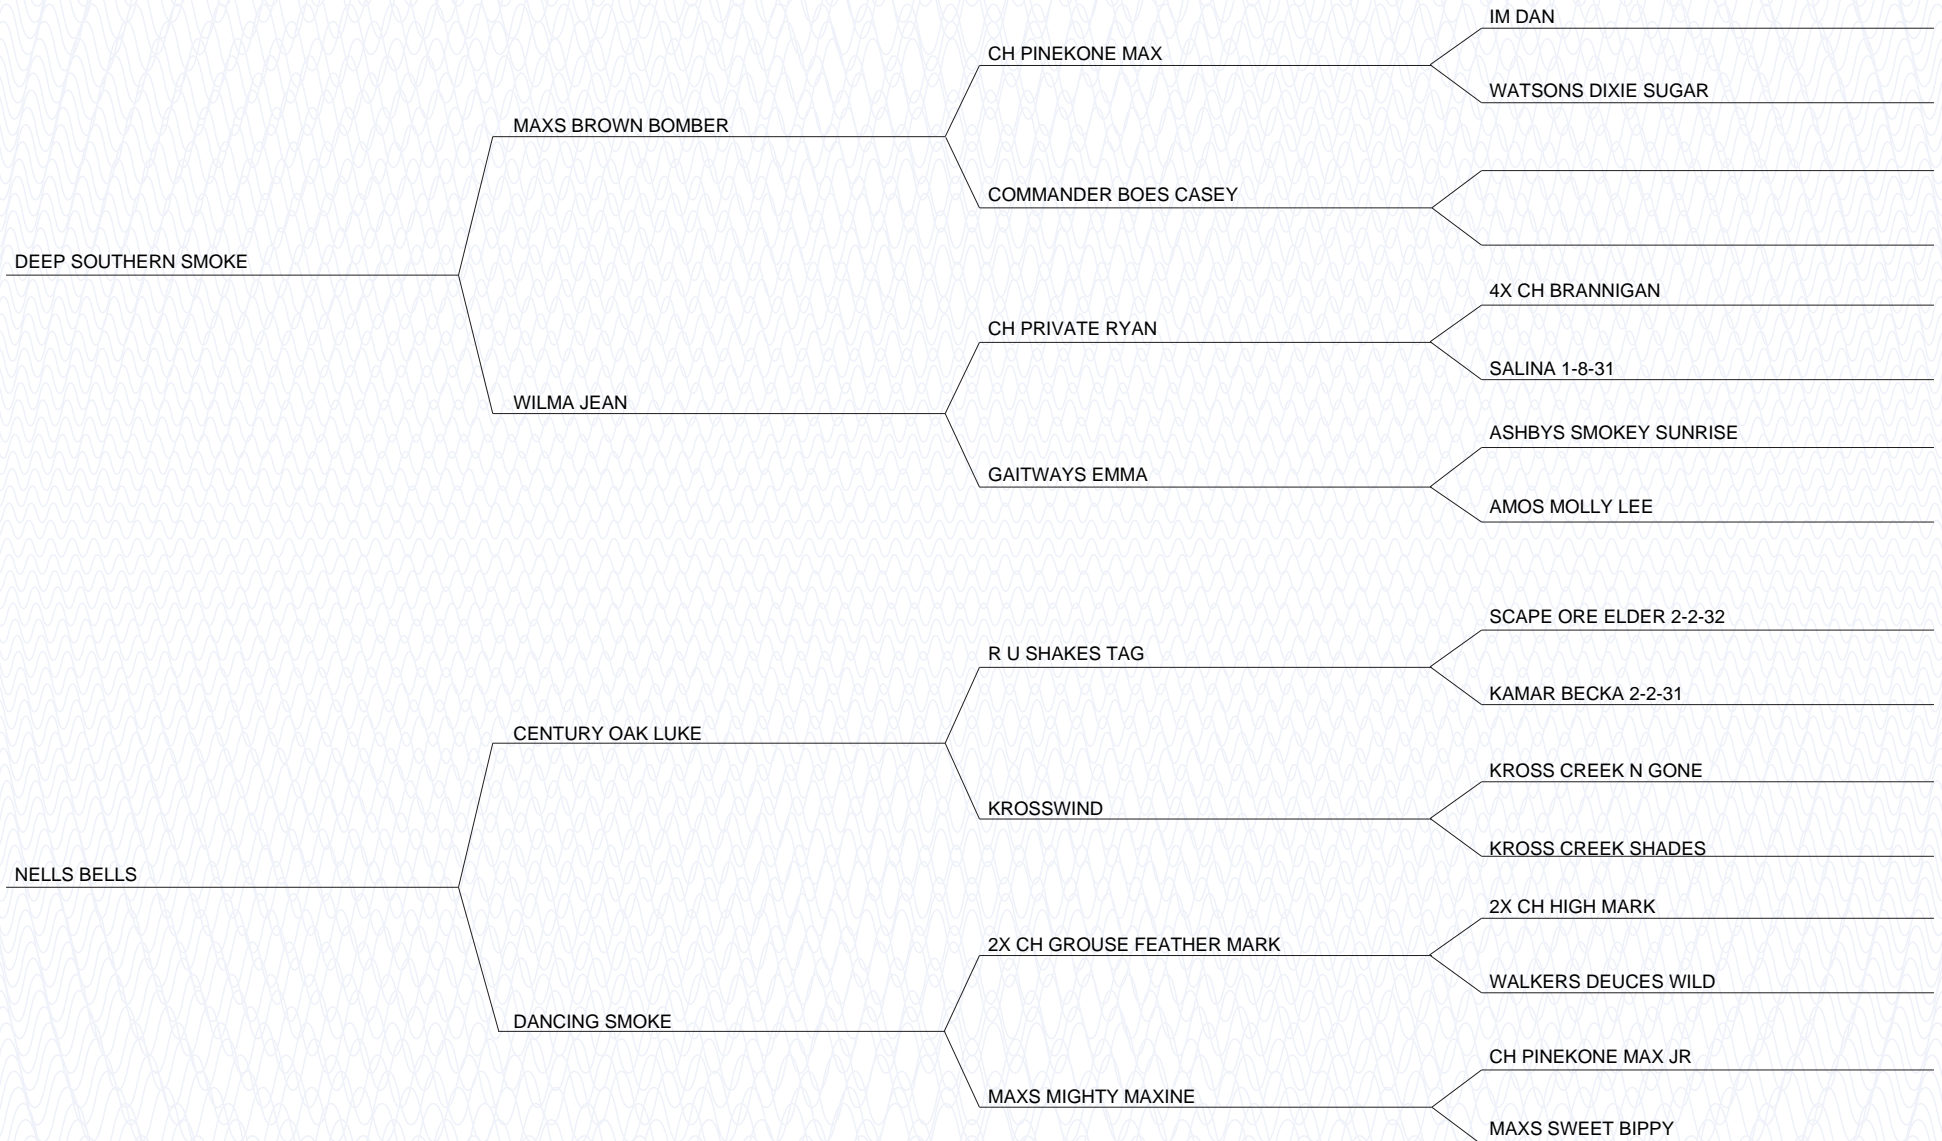 IM DAN
CH PINEKONE MAX
WATSONS DIXIE SUGAR
MAXS BROWN BOMBER
COMMANDER BOES CASEY
DEEP SOUTHERN SMOKE
4X CH BRANNIGAN
CH PRIVATE RYAN
SALINA 1-8-31
WILMA JEAN
ASHBYS SMOKEY SUNRISE
GAITWAYS EMMA
AMOS MOLLY LEE
SCAPE ORE ELDER 2-2-32
R U SHAKES TAG
KAMAR BECKA 2-2-31
CENTURY OAK LUKE
KROSS CREEK N GONE
KROSSWIND
KROSS CREEK SHADES
NELLS BELLS
2X CH HIGH MARK
2X CH GROUSE FEATHER MARK
WALKERS DEUCES WILD
DANCING SMOKE
CH PINEKONE MAX JR
MAXS MIGHTY MAXINE
MAXS SWEET BIPPY